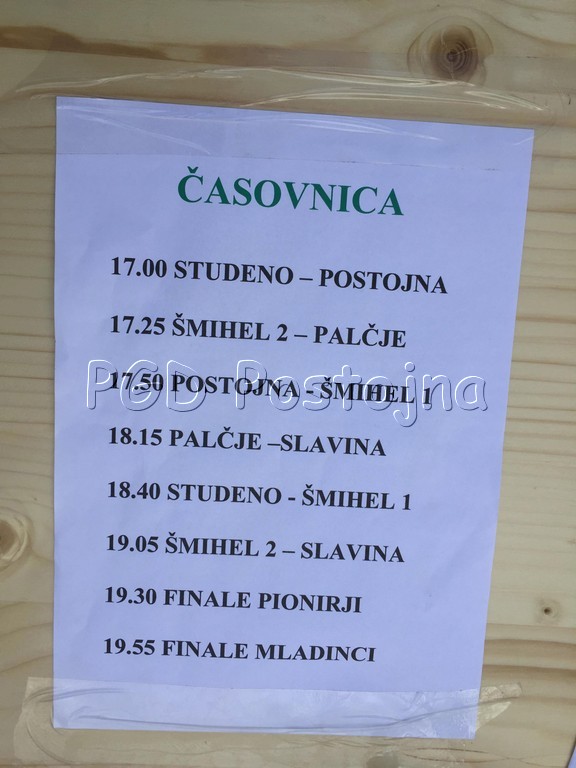 ČASOVNICA
17.00 STUDENO – POSTOJNA
17.25 ŠMIHEL 2 – PALČJE
17.50 POSTOJNA - ŠMIHEL 1
PGD Postojna
18.15 PALČJE –SLAVINA
18.40 STUDENO - ŠMIHEL 1
19.05 ŠMIHEL 2 – SLAVINA
19.30 FINALE PIONIRJI
19.55 FINALE MLADINCI